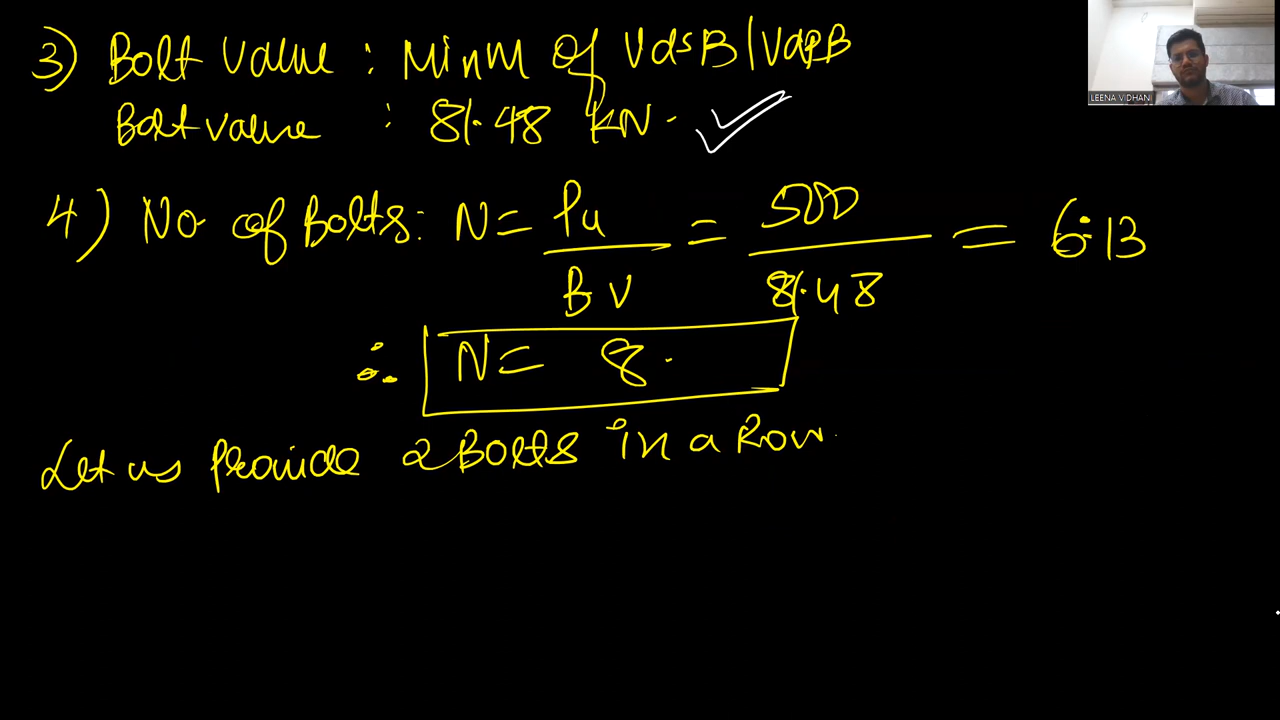 3) Bolt value : Minm of VdsB/VdpB
LEENA VIDHANI
Bolt value : 81.48 kN.
4) No of Bolts: N = Pu / BV = 500 / 81.48 = 6.13
∴ N = 8.
Let us Provide 2 Bolts in a Row.